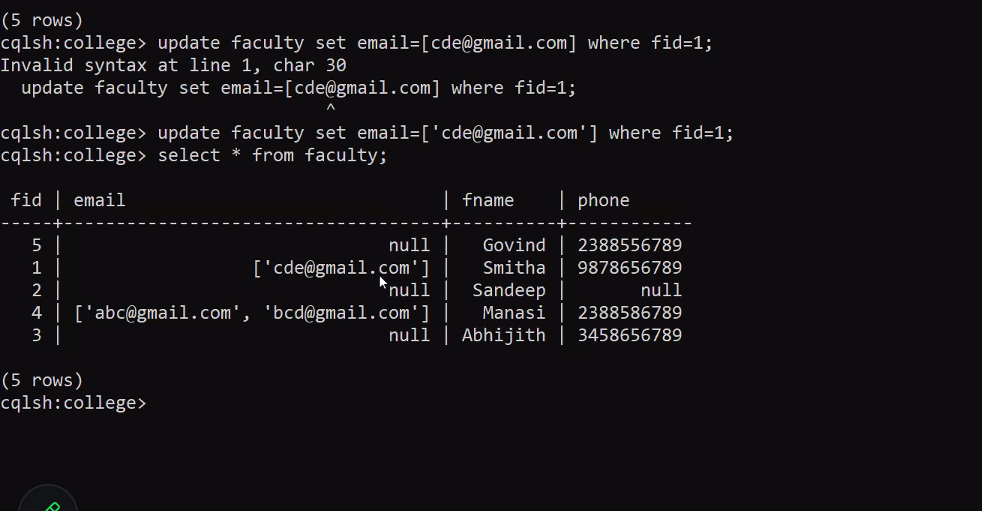 (5 rows)
cqlsh:college> update faculty set email=[cde@gmail.com] where fid=1;
Invalid syntax at line 1, char 30
  update faculty set email=[cde@gmail.com] where fid=1;
                               ^
cqlsh:college> update faculty set email=['cde@gmail.com'] where fid=1;
cqlsh:college> select * from faculty;

 fid | email                              | fname    | phone
-----+------------------------------------+----------+------------
   5 |                               null |   Govind | 2388556789
   1 |                  ['cde@gmail.com'] |   Smitha | 9878656789
   2 |                               null |  Sandeep |       null
   4 | ['abc@gmail.com', 'bcd@gmail.com'] |   Manasi | 2388586789
   3 |                               null | Abhijith | 3458656789

(5 rows)
cqlsh:college>